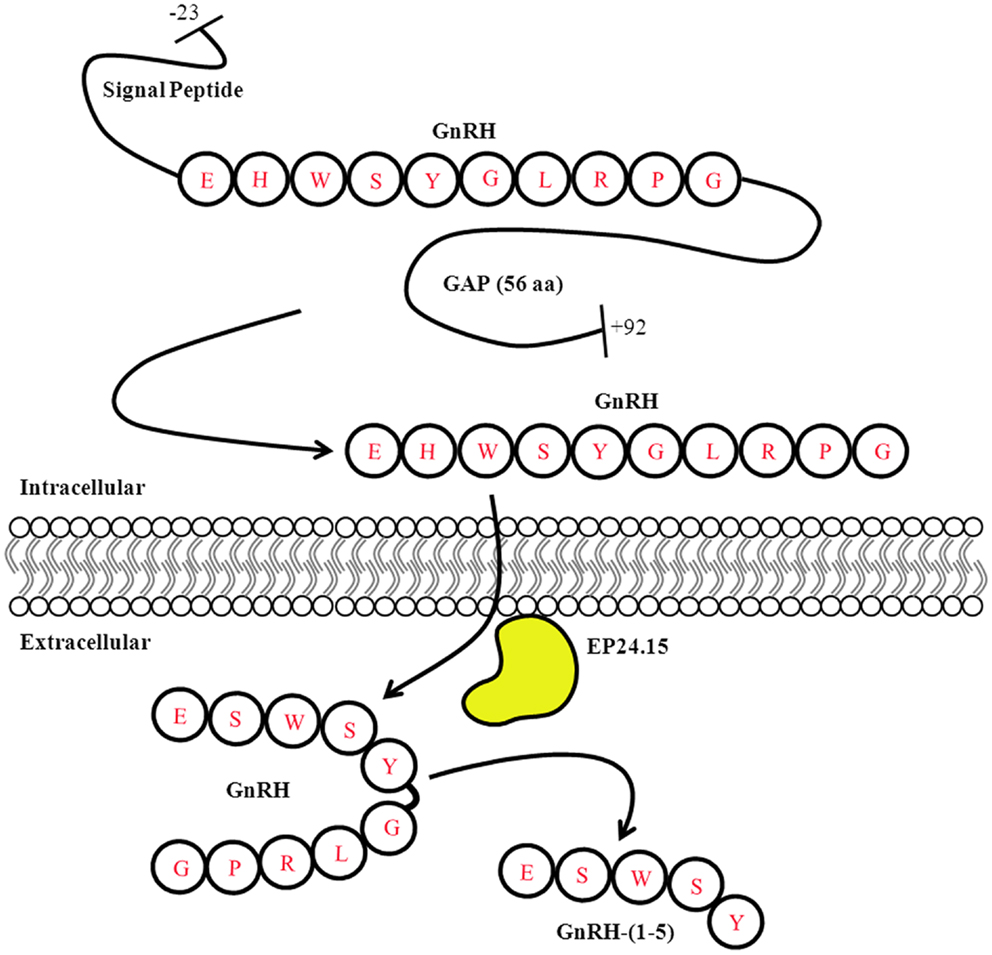 -23
Signal Peptide
GnRH
E H W S Y G L R P G
GAP (56 aa)
+92
GnRH
E H W S Y G L R P G
Intracellular
Extracellular
EP24.15
E S W S Y
GnRH
G P R L G
E S W S Y
GnRH-(1-5)